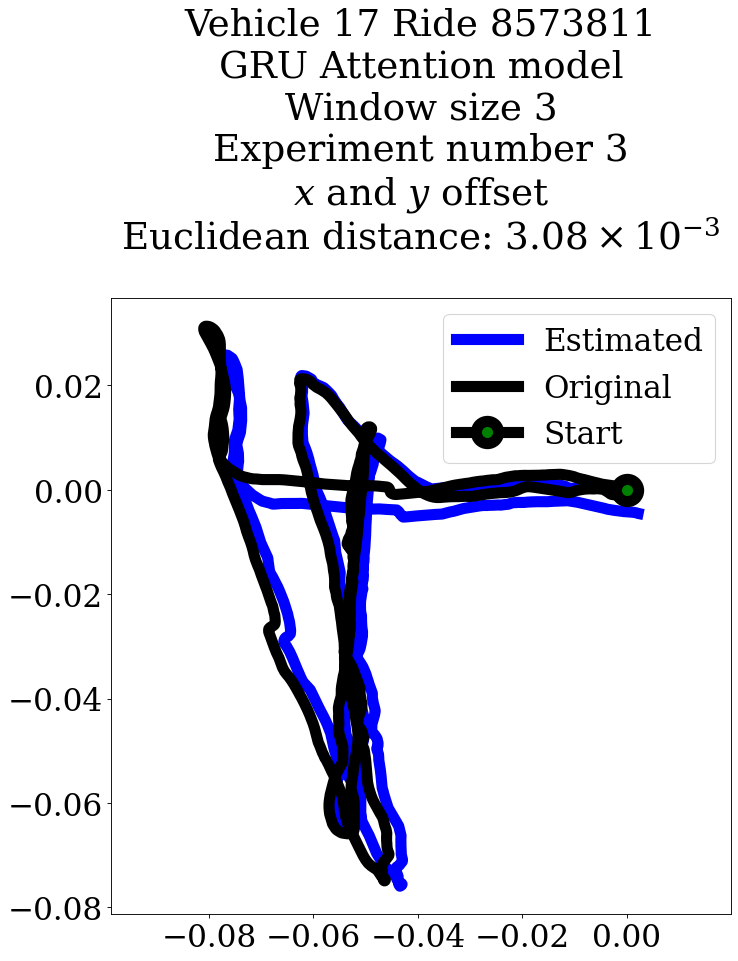 Vehicle 17 Ride 8573811
GRU Attention model
Window size 3
Experiment number 3
x and y offset
Euclidean distance: 3.08 × 10⁻³
Estimated
Original
Start
0.02
0.00
−0.02
−0.04
−0.06
−0.08
−0.08 −0.06 −0.04 −0.02 0.00